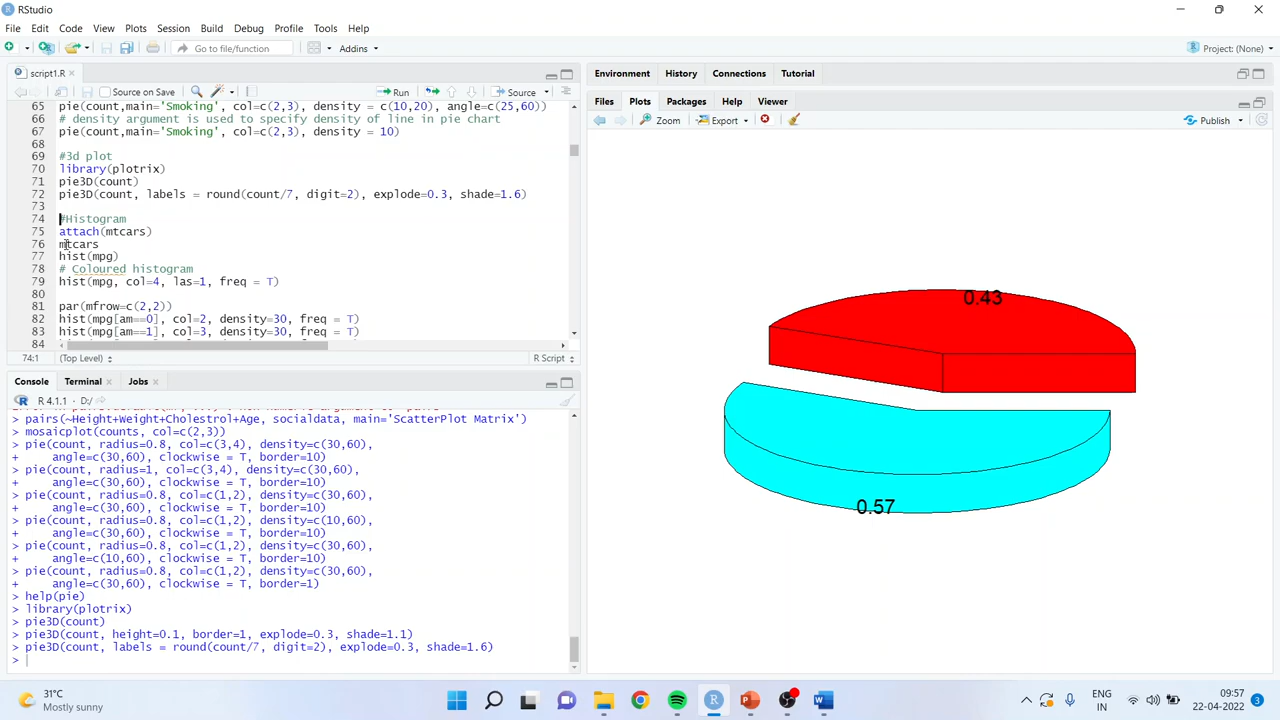 RStudio
File Edit Code View Plots Session Build Debug Profile Tools Help
Go to file/function Addins Project: (None)
script1.R
Source on Save Run Source
65 pie(count,main='Smoking', col=c(2,3), density = c(10,20), angle=c(25,60))
66 # density argument is used to specify density of line in pie chart
67 pie(count,main='Smoking', col=c(2,3), density = 10)
68
69 #3d plot
70 library(plotrix)
71 pie3D(count)
72 pie3D(count, labels = round(count/7, digit=2), explode=0.3, shade=1.6)
73
74 #Histogram
75 attach(mtcars)
76 mtcars
77 hist(mpg)
78 # Coloured histogram
79 hist(mpg, col=4, las=1, freq = T)
80
81 par(mfrow=c(2,2))
82 hist(mpg[am==0], col=2, density=30, freq = T)
83 hist(mpg[am==1], col=3, density=30, freq = T)
84
74:1 (Top Level) R Script
Console Terminal Jobs
R 4.1.1 · D:/
> pairs(~Height+Weight+Cholestrol+Age, socialdata, main='ScatterPlot Matrix')
> mosaicplot(counts, col=c(2,3))
> pie(count, radius=0.8, col=c(3,4), density=c(30,60),
+ angle=c(30,60), clockwise = T, border=10)
> pie(count, radius=1, col=c(3,4), density=c(30,60),
+ angle=c(30,60), clockwise = T, border=10)
> pie(count, radius=0.8, col=c(1,2), density=c(30,60),
+ angle=c(30,60), clockwise = T, border=10)
> pie(count, radius=0.8, col=c(1,2), density=c(10,60),
+ angle=c(30,60), clockwise = T, border=10)
> pie(count, radius=0.8, col=c(1,2), density=c(30,60),
+ angle=c(10,60), clockwise = T, border=10)
> pie(count, radius=0.8, col=c(1,2), density=c(30,60),
+ angle=c(30,60), clockwise = T, border=1)
> help(pie)
> library(plotrix)
> pie3D(count)
> pie3D(count, height=0.1, border=1, explode=0.3, shade=1.1)
> pie3D(count, labels = round(count/7, digit=2), explode=0.3, shade=1.6)
>
Environment History Connections Tutorial
Files Plots Packages Help Viewer
Zoom Export Publish
0.43
0.57
31°C
Mostly sunny
ENG
IN
09:57
22-04-2022
3